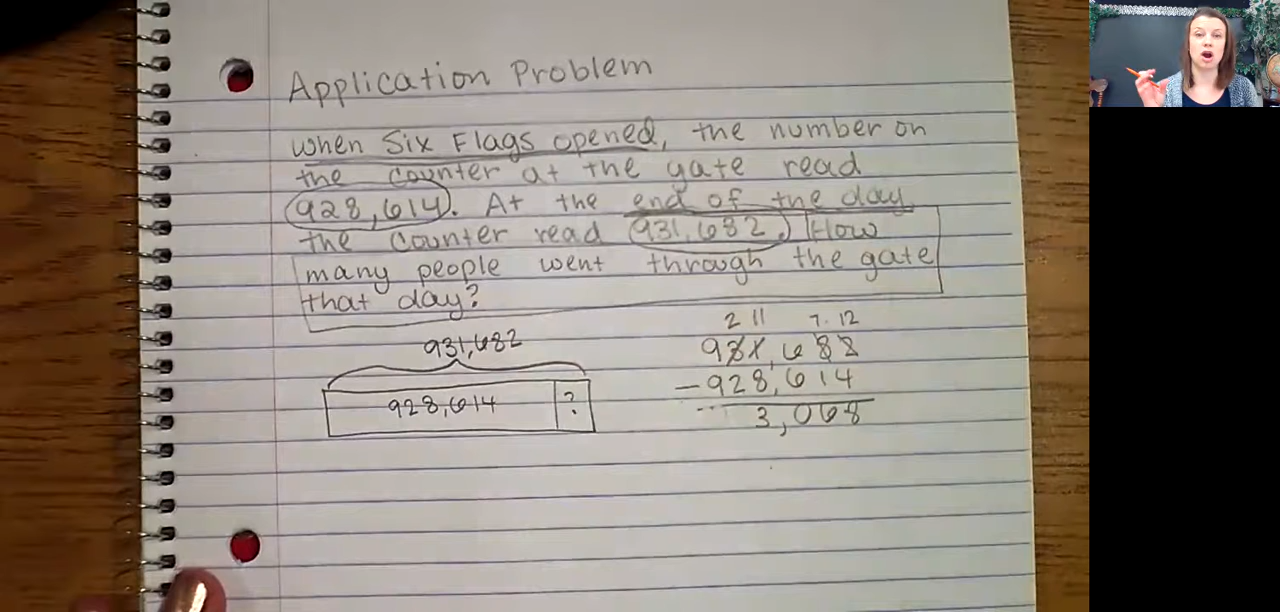 Application Problem
When Six Flags opened, the number on
the counter at the gate read
928,614. At the end of the day,
the counter read 931,682. How
many people went through the gate
that day?
931,682
928,614 ?
2 11 7 12
931,682
-928,614
3,068